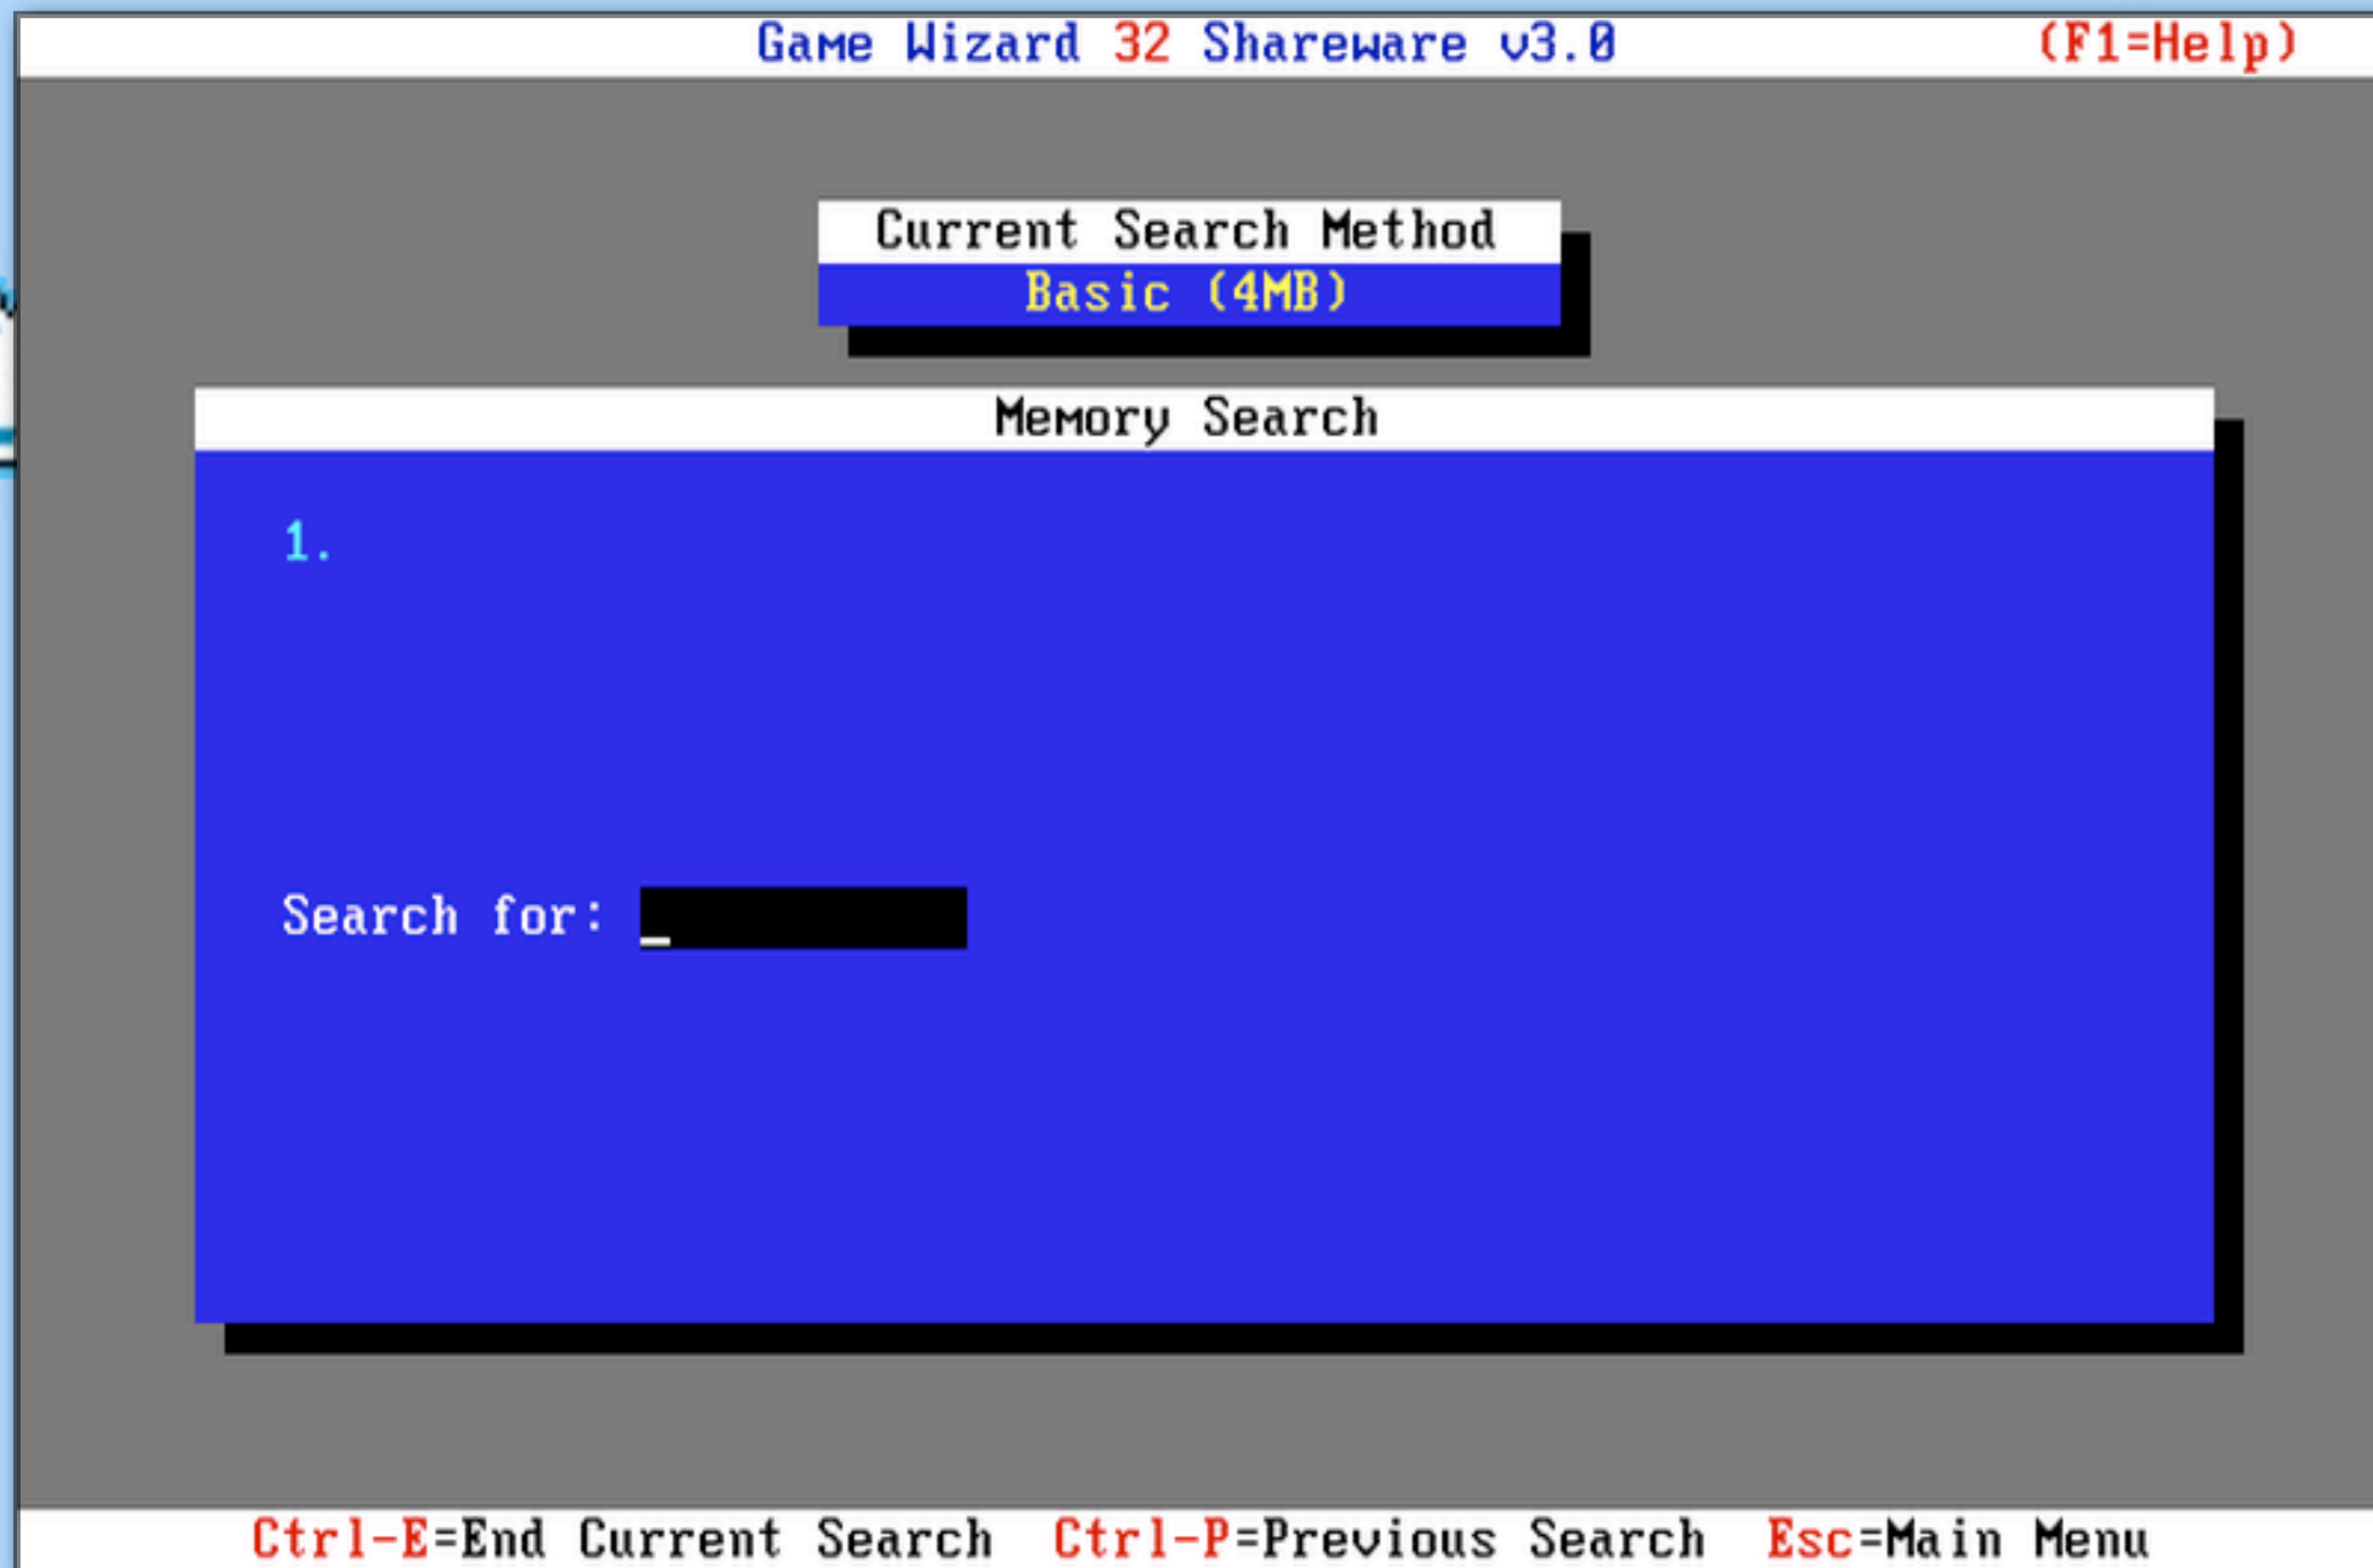 Game Wizard 32 Shareware v3.0 (F1=Help)
Current Search Method
Basic (4MB)
Memory Search
1.
Search for: _
Ctrl-E=End Current Search Ctrl-P=Previous Search Esc=Main Menu